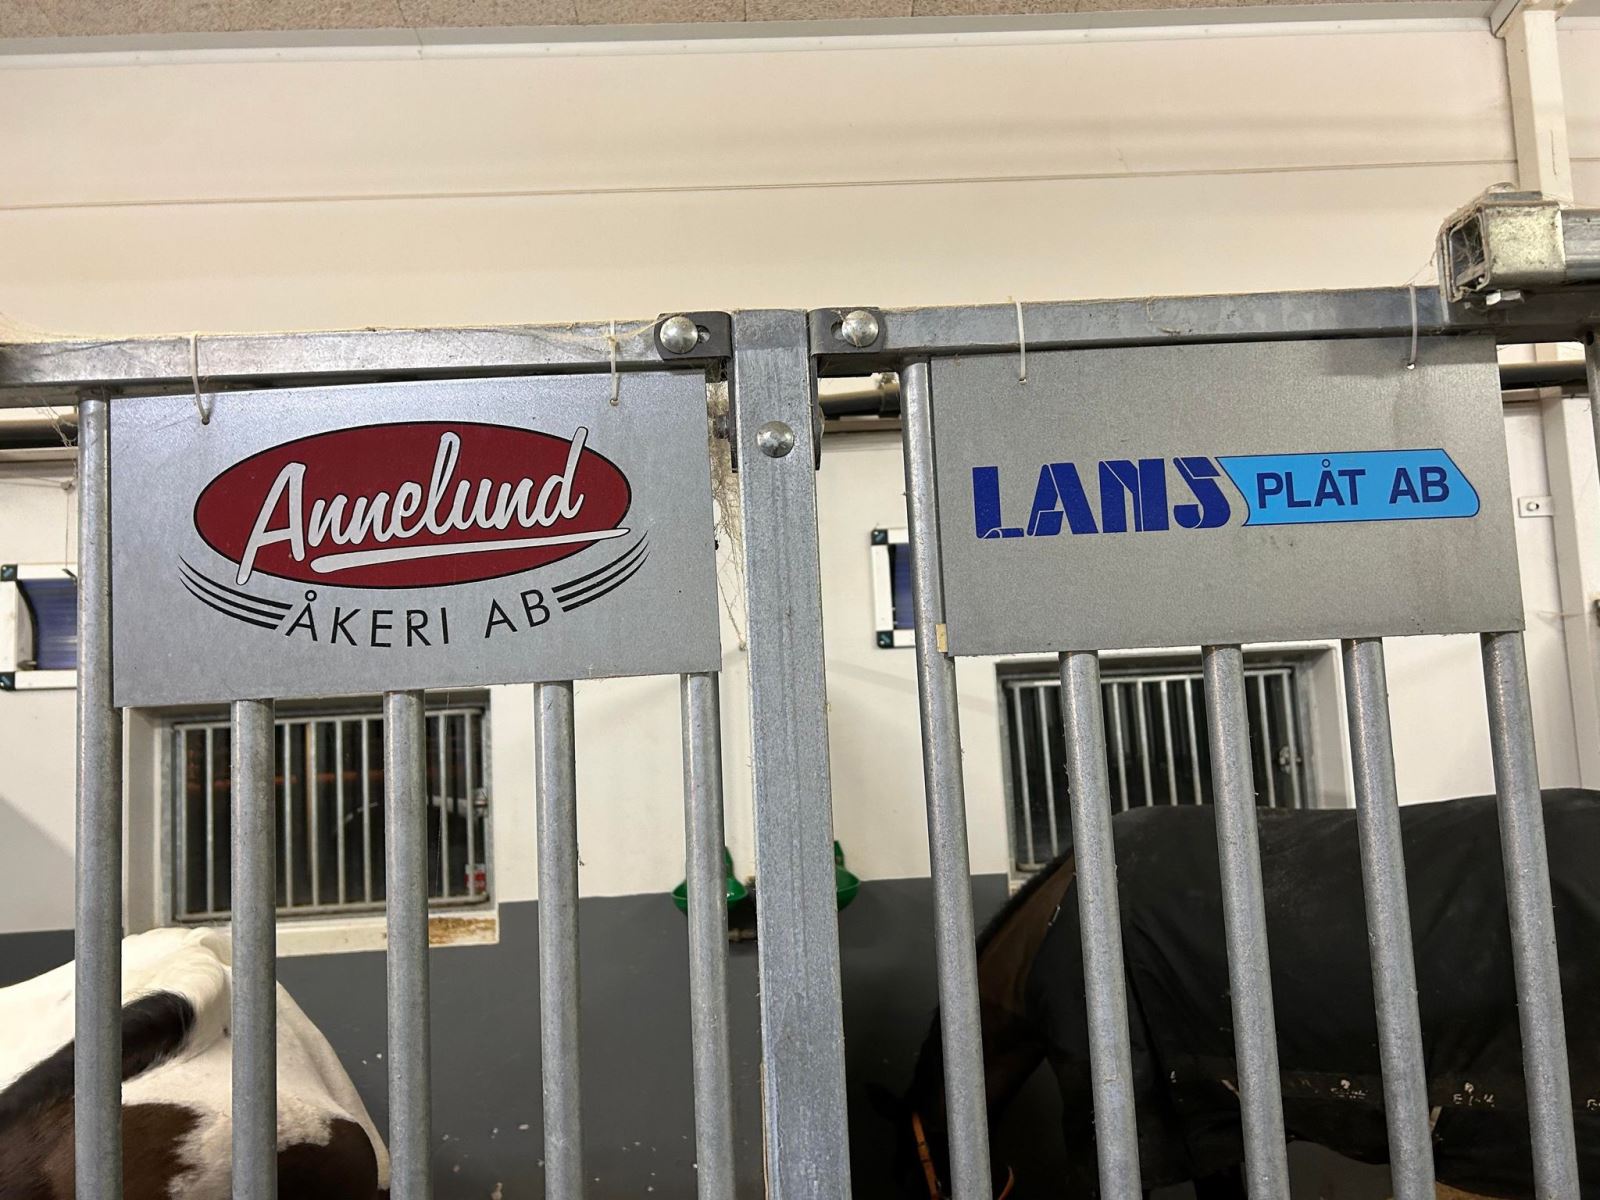 Annelund
ÅKERI AB
LANS PLÅT AB